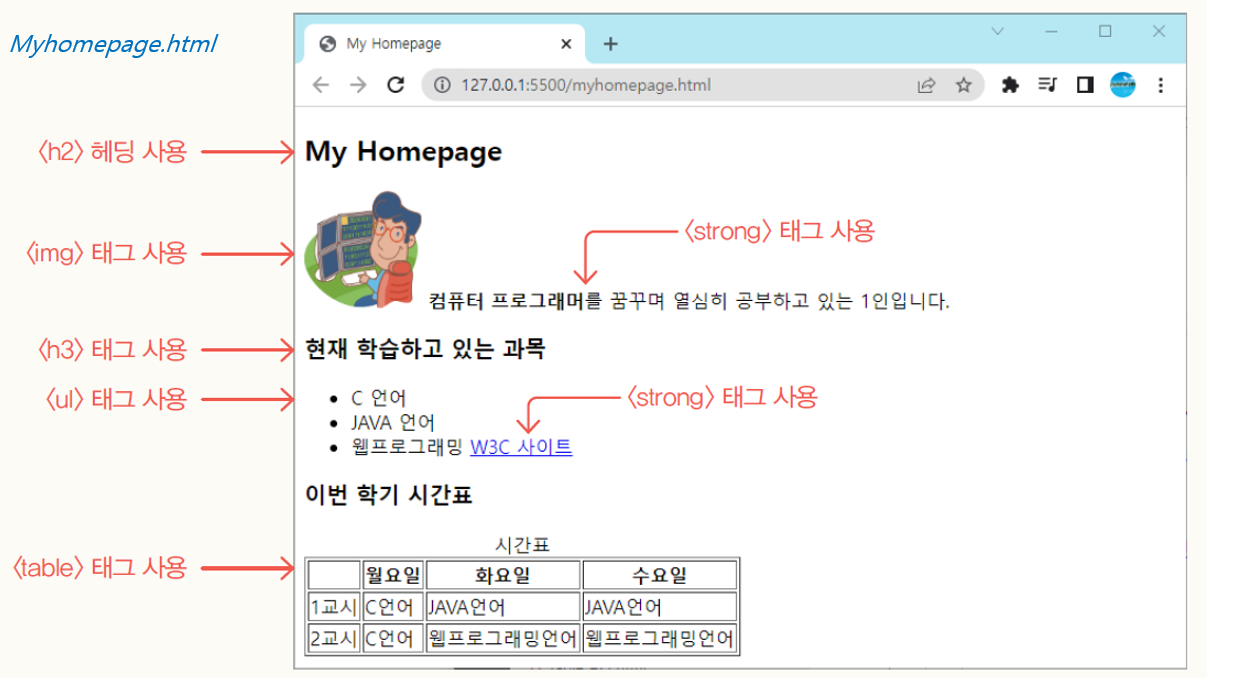 Myhomepage.html
My Homepage
127.0.0.1:5500/myhomepage.html
<h2> 헤딩 사용
My Homepage
<img> 태그 사용
<strong> 태그 사용
컴퓨터 프로그래머를 꿈꾸며 열심히 공부하고 있는 1인입니다.
<h3> 태그 사용
현재 학습하고 있는 과목
<ul> 태그 사용
C 언어
<strong> 태그 사용
JAVA 언어
웹프로그래밍 W3C 사이트
이번 학기 시간표
시간표
<table> 태그 사용
월요일 화요일 수요일
1교시 C언어 JAVA언어 JAVA언어
2교시 C언어 웹프로그래밍언어 웹프로그래밍언어